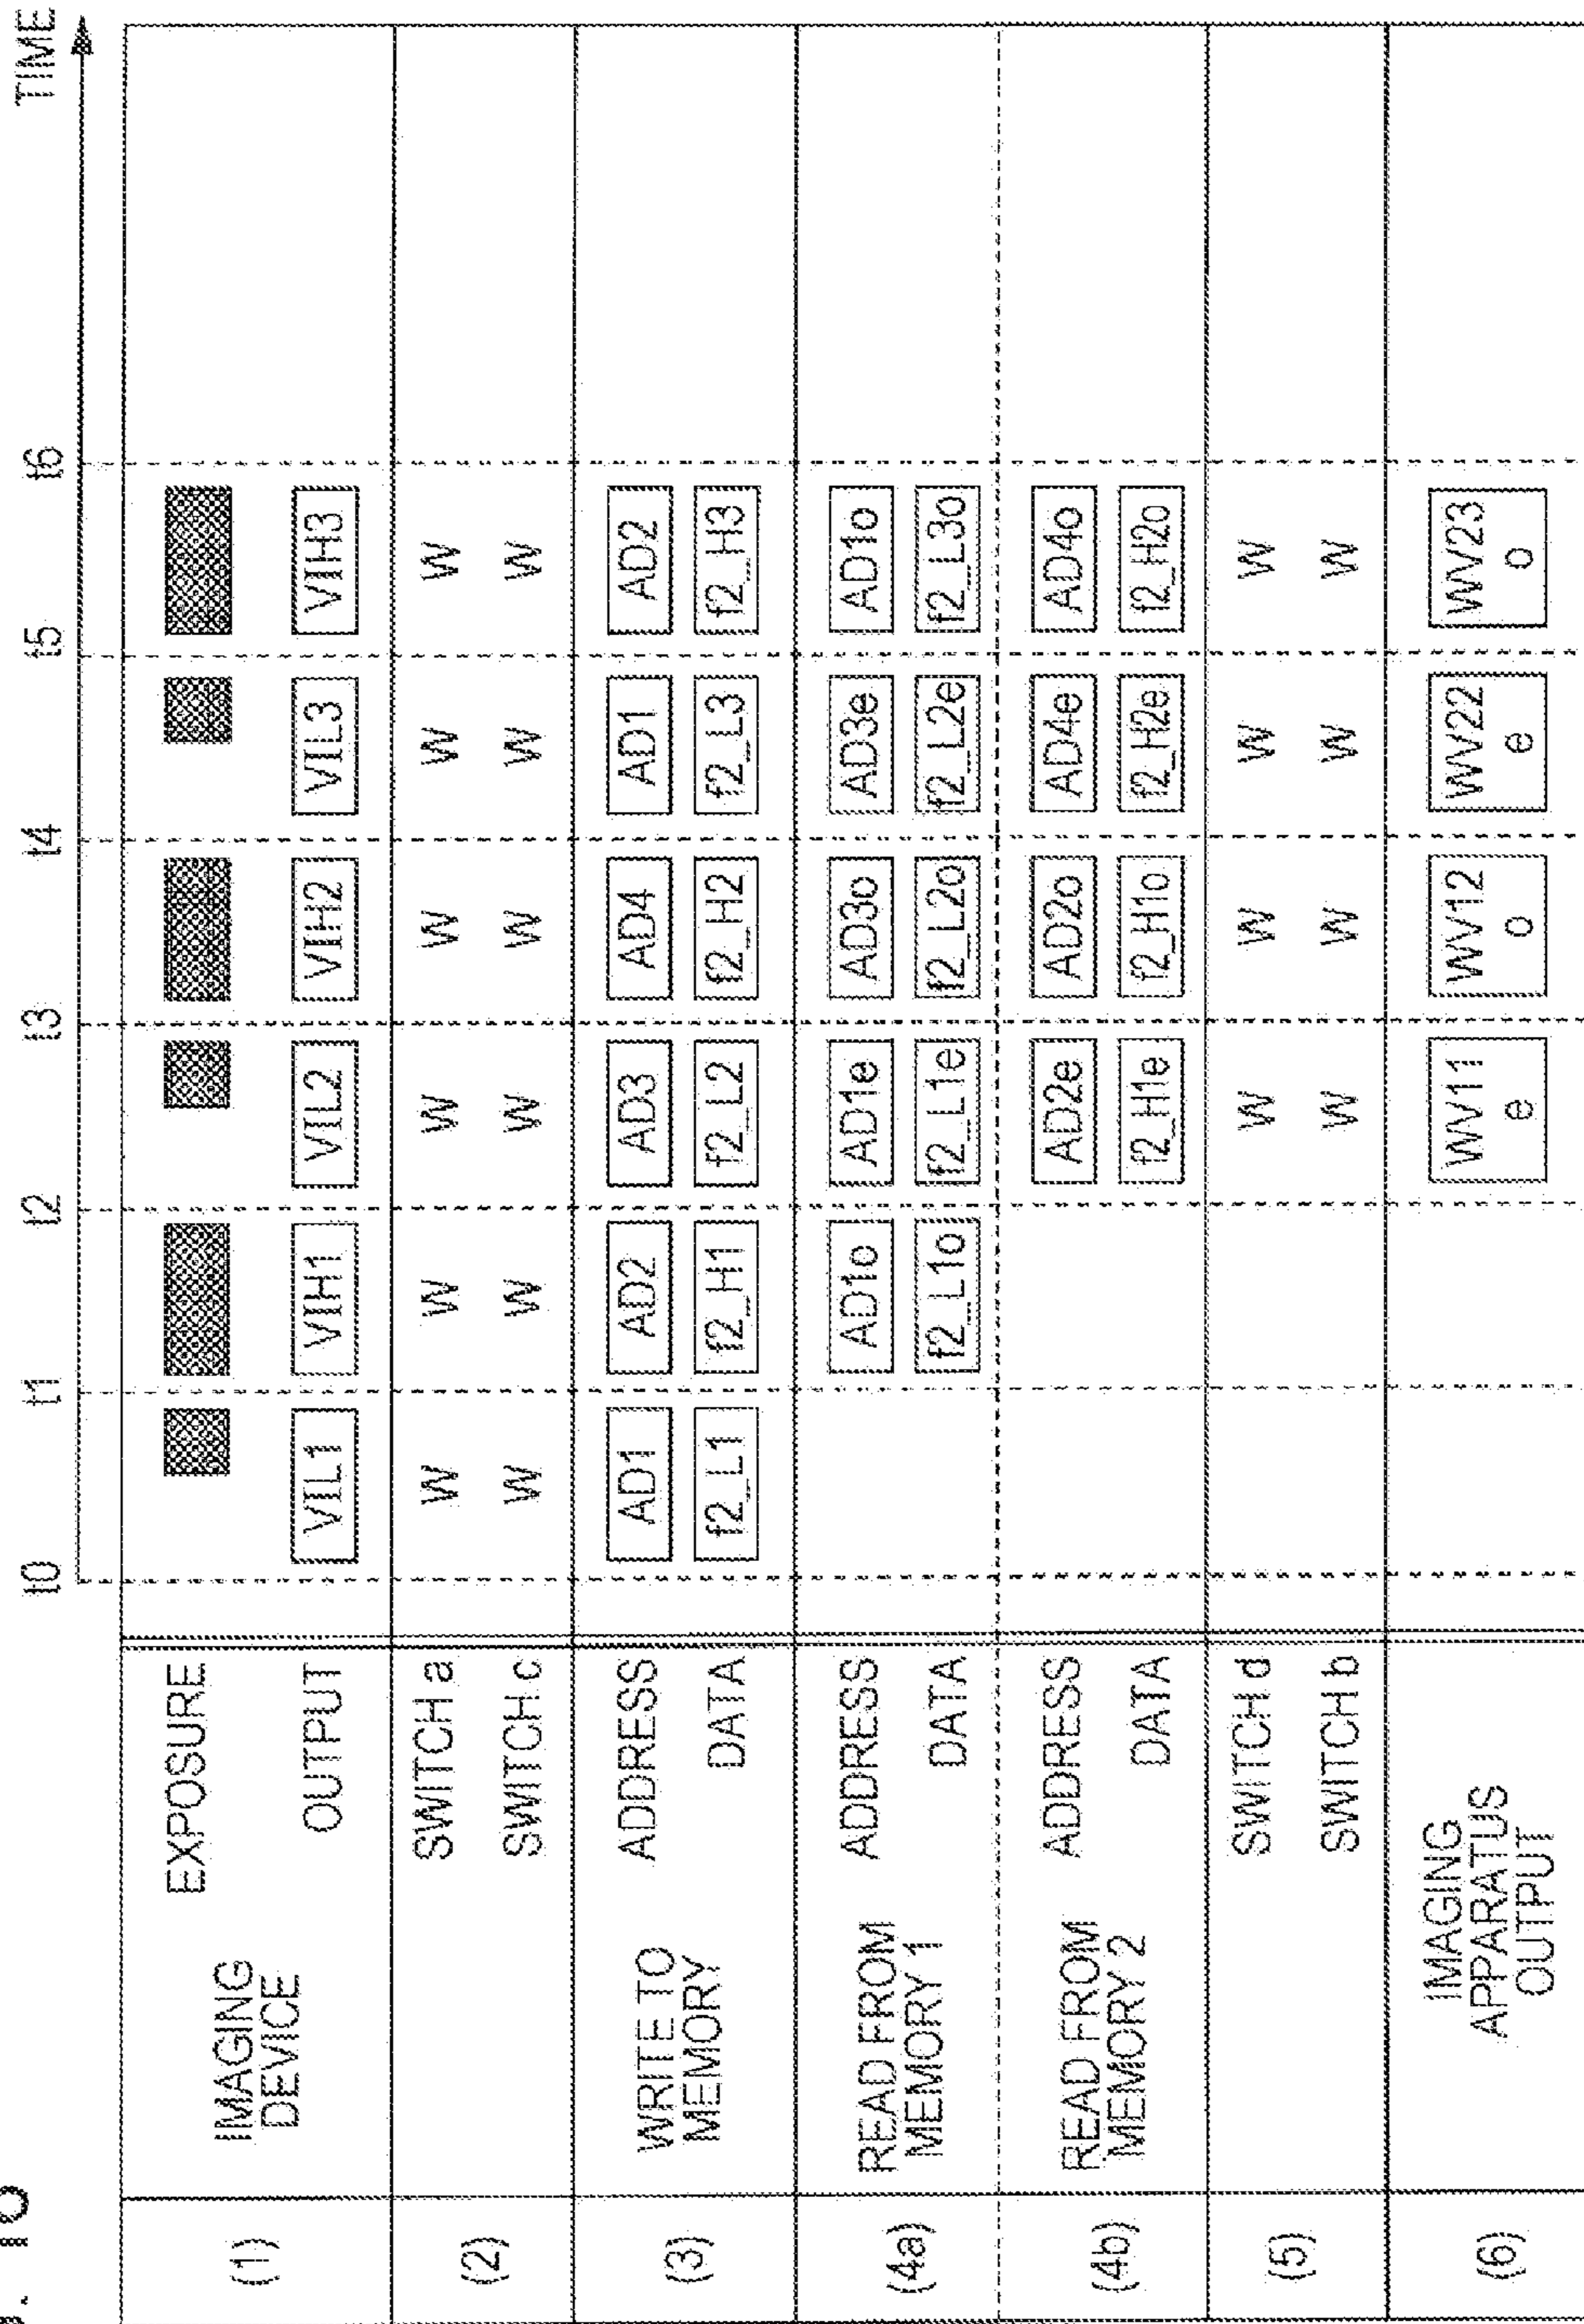 10
TIME
t0 t1 t2 t3 t4 t5 t6
(1) IMAGING DEVICE
EXPOSURE
OUTPUT VIL1 VIH1 VIL2 VIH2 VIL3 VIH3
(2) SWITCH a W W W W W W
SWITCH c W W W W W W
(3) WRITE TO MEMORY
ADDRESS AD1 AD2 AD3 AD4 AD1 AD2
DATA f2_L1 f2_H1 f2_L2 f2_H2 f2_L3 f2_H3
(4a) READ FROM MEMORY 1
ADDRESS AD1o AD1e AD3o AD3e AD1o
DATA f2_L1o f2_L1e f2_L2o f2_L2e f2_L3o
(4b) READ FROM MEMORY 2
ADDRESS AD2e AD2o AD4e AD4o
DATA f2_H1e f2_H1o f2_H2e f2_H2o
(5) SWITCH d W W W W
SWITCH b W W W W
(6) IMAGING APPARATUS OUTPUT
WV11 WV12 WV22 WV23
e o e o